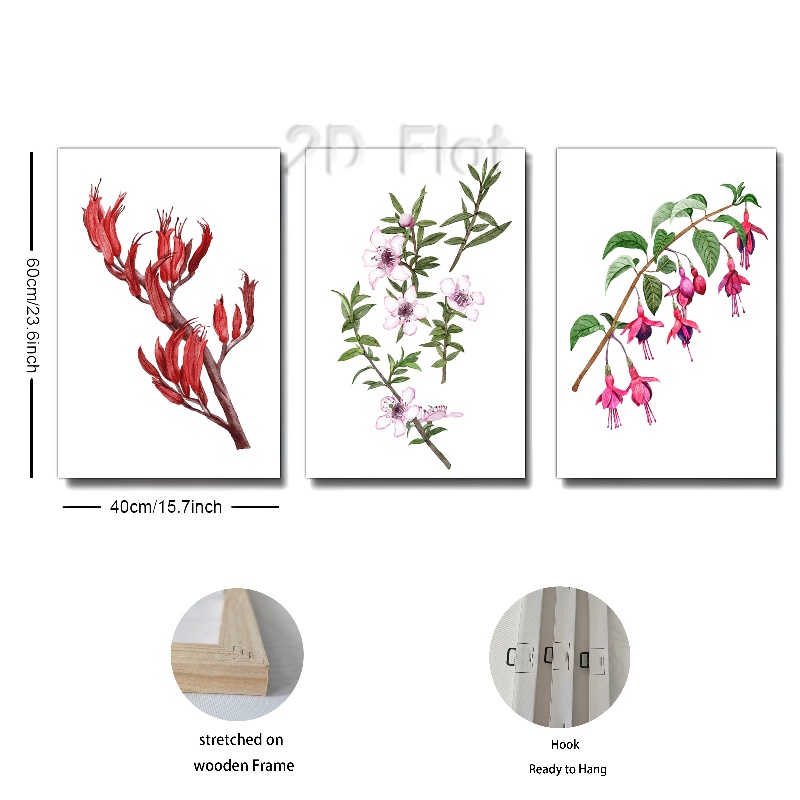 2D Flat
60cm/23.6inch
40cm/15.7inch
stretched on
wooden Frame
Hook
Ready to Hang